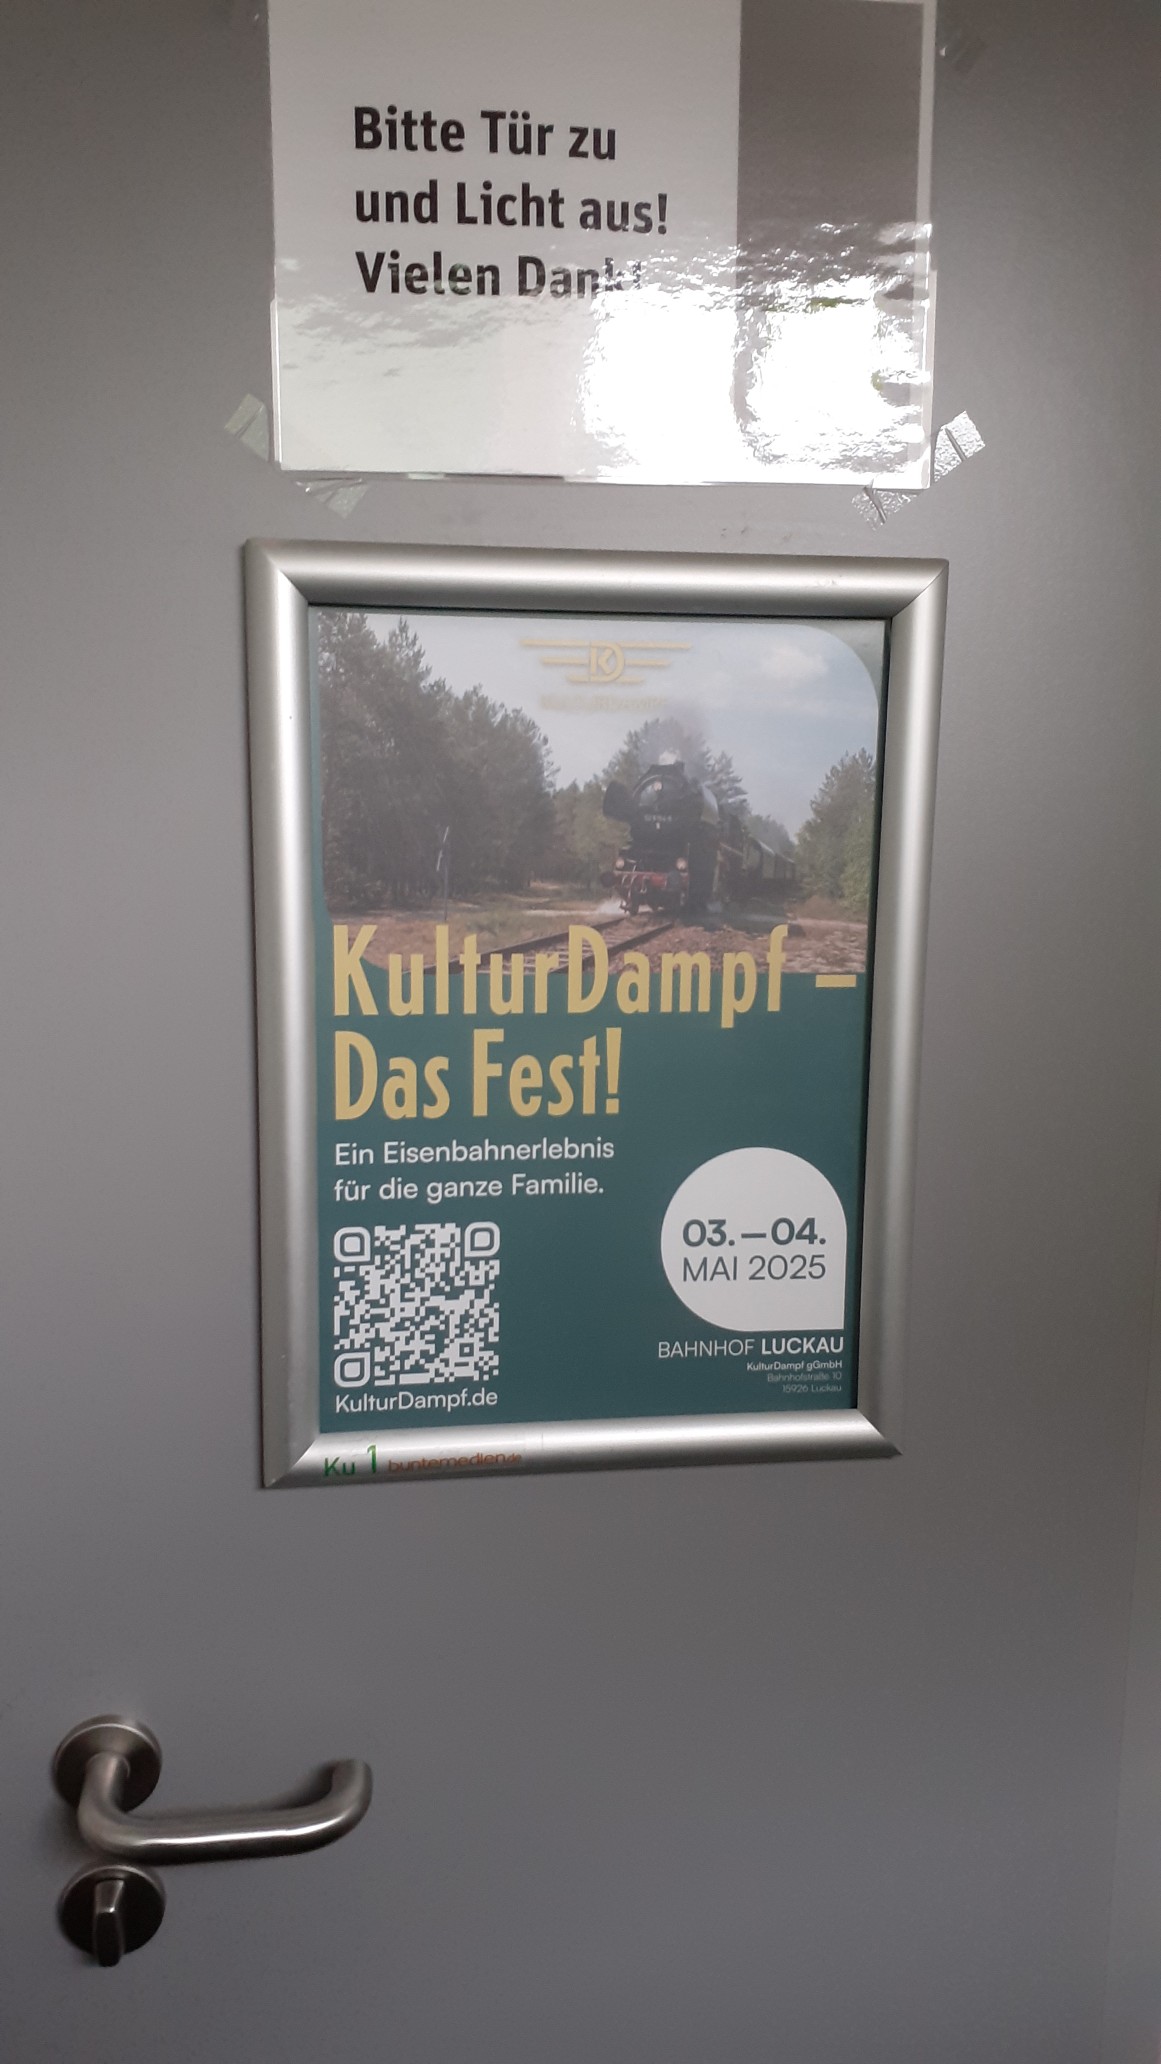 Bitte Tür zu
und Licht aus!
Vielen Dank!
KD
KulturDampf –
Das Fest!
Ein Eisenbahnerlebnis
für die ganze Familie.
03.–04.
MAI 2025
BAHNHOF LUCKAU
KulturDampf gGmbH
Bahnhofstraße 10
15926 Luckau
KulturDampf.de
Ku 1 buntemedien.de